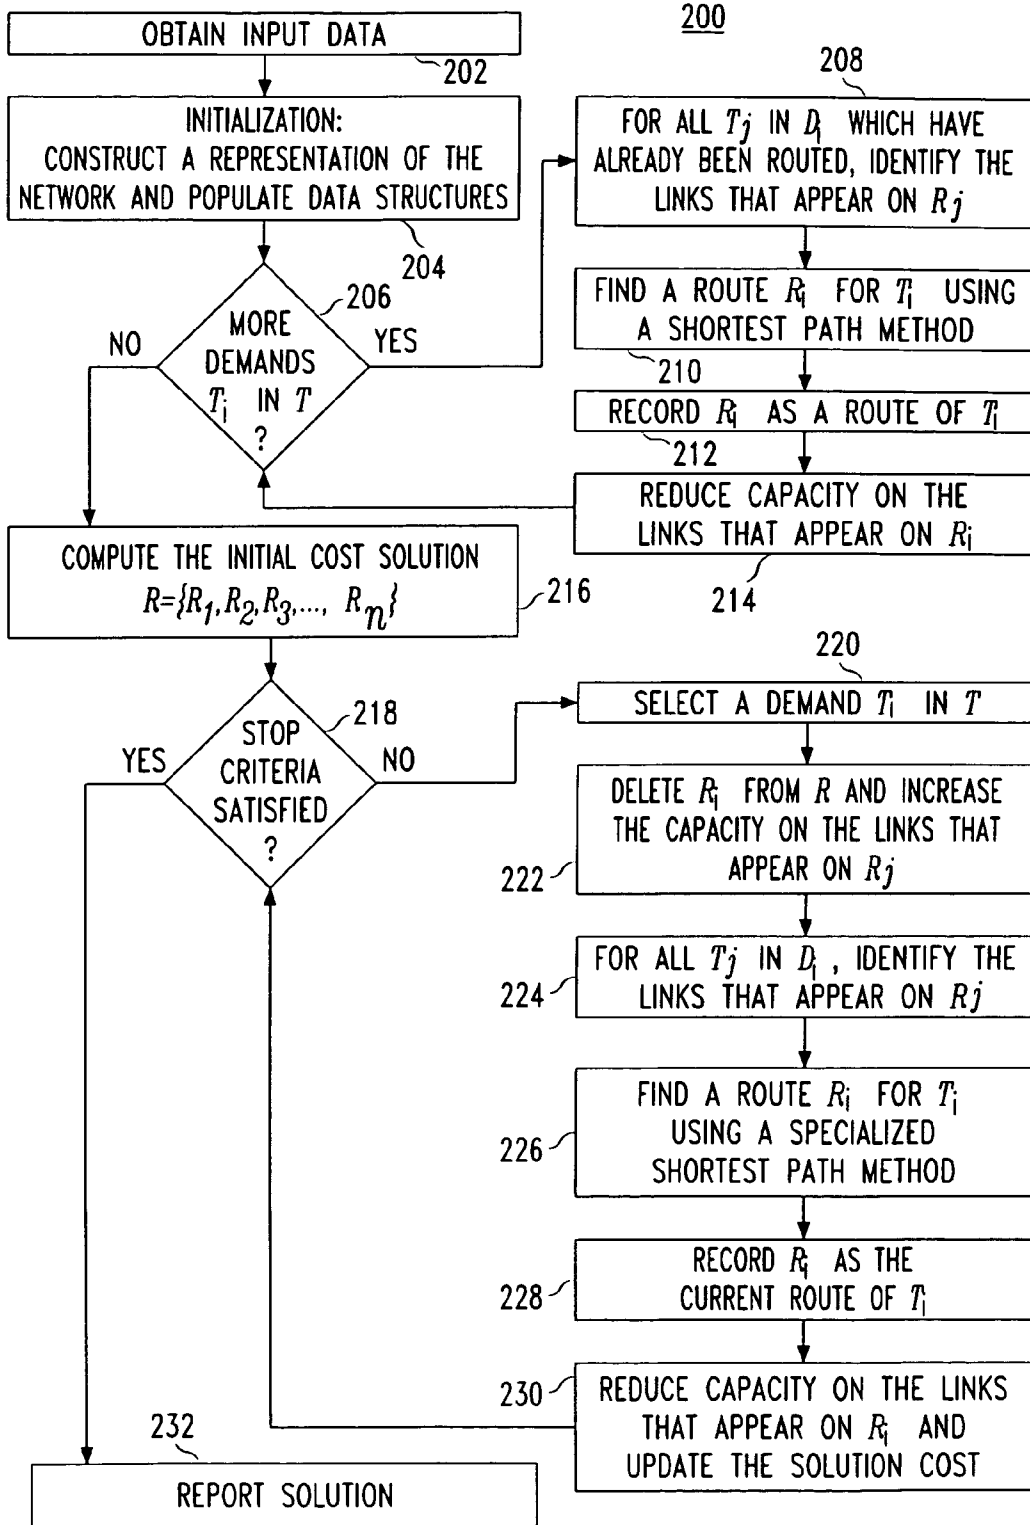 200
OBTAIN INPUT DATA
202
INITIALIZATION:
CONSTRUCT A REPRESENTATION OF THE
NETWORK AND POPULATE DATA STRUCTURES
204
206
MORE
DEMANDS
Ti IN T
?
NO
YES
208
FOR ALL Tj IN Di WHICH HAVE
ALREADY BEEN ROUTED, IDENTIFY THE
LINKS THAT APPEAR ON Rj
FIND A ROUTE Ri FOR Ti USING
A SHORTEST PATH METHOD
210
RECORD Ri AS A ROUTE OF Ti
212
REDUCE CAPACITY ON THE
LINKS THAT APPEAR ON Ri
214
COMPUTE THE INITIAL COST SOLUTION
R={R1,R2,R3,..., Rn}
216
218
STOP
CRITERIA
SATISFIED
?
YES
NO
220
SELECT A DEMAND Ti IN T
DELETE Ri FROM R AND INCREASE
THE CAPACITY ON THE LINKS THAT
APPEAR ON Rj
222
FOR ALL Tj IN Di , IDENTIFY THE
LINKS THAT APPEAR ON Rj
224
FIND A ROUTE Ri FOR Ti
USING A SPECIALIZED
SHORTEST PATH METHOD
226
RECORD Ri AS THE
CURRENT ROUTE OF Ti
228
230
REDUCE CAPACITY ON THE LINKS
THAT APPEAR ON Ri AND
UPDATE THE SOLUTION COST
232
REPORT SOLUTION